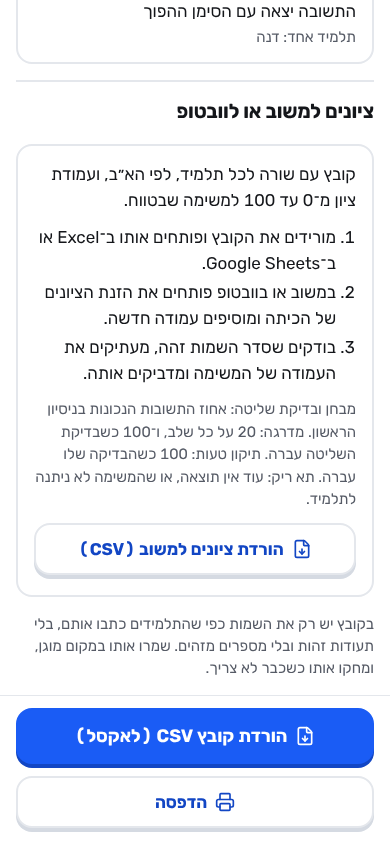 התשובה יצאה עם הסימן ההפוך
תלמיד אחד: דנה
ציונים למשוב או לוובטופ
קובץ עם שורה לכל תלמיד, לפי הא״ב, ועמודת
ציון מ־0 עד 100 למשימה שבטווח.
1. מורידים את הקובץ ופותחים אותו ב־Excel או
ב־Google Sheets.
2. במשוב או בוובטופ פותחים את הזנת הציונים
של הכיתה ומוסיפים עמודה חדשה.
3. בודקים שסדר השמות זהה, מעתיקים את
העמודה של המשימה ומדביקים אותה.
מבחן ובדיקת שליטה: אחוז התשובות הנכונות בניסיון
הראשון. מדרגה: 20 על כל שלב, ו־100 כשבדיקת
השליטה עברה. תיקון טעות: 100 כשהבדיקה שלו
עברה. תא ריק: עוד אין תוצאה, או שהמשימה לא ניתנה
לתלמיד.
הורדת ציונים למשוב (CSV)
בקובץ יש רק את השמות כפי שהתלמידים כתבו אותם, בלי
תעודות זהות ובלי מספרים מזהים. שמרו אותו במקום מוגן,
ומחקו אותו כשכבר לא צריך.
הורדת קובץ CSV (לאקסל)
הדפסה